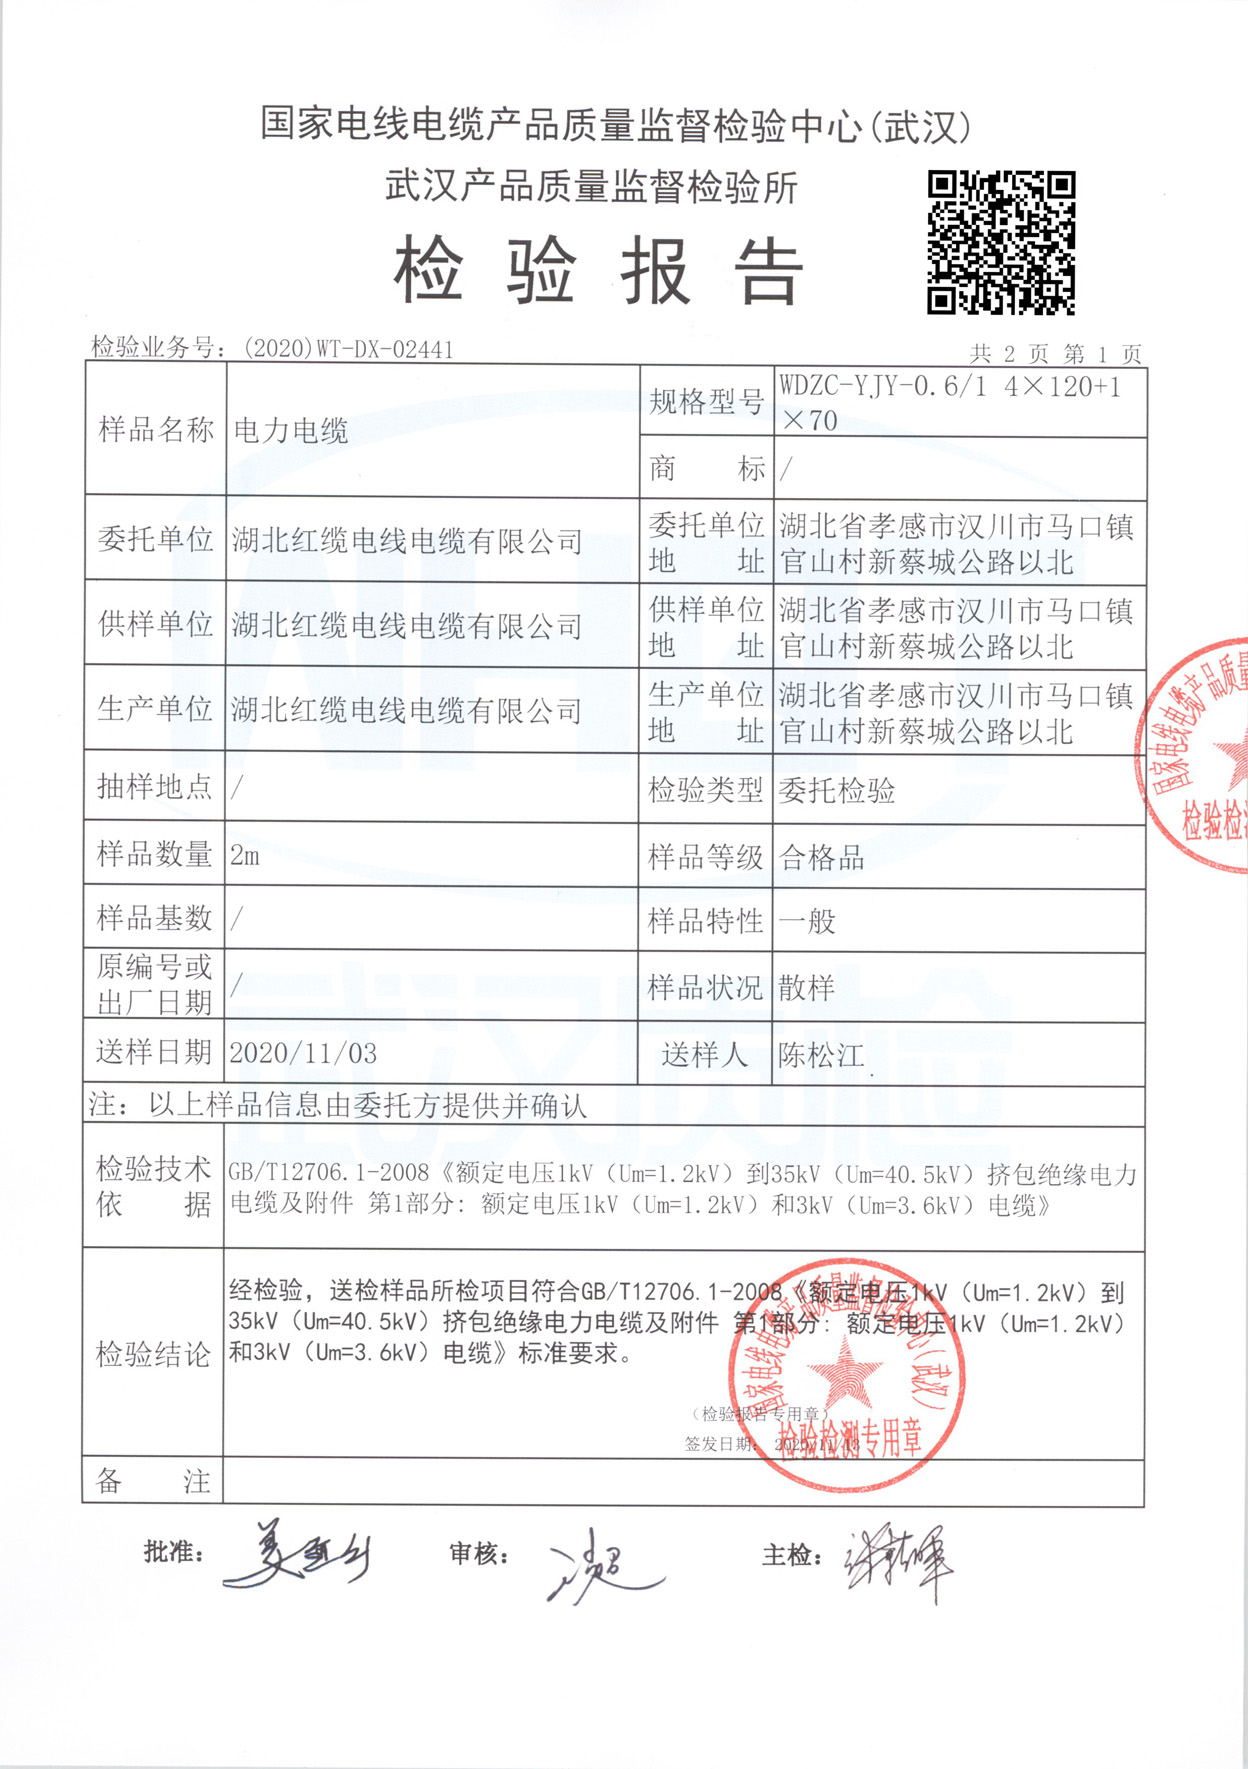 国家电线电缆产品质量监督检验中心(武汉)
武汉产品质量监督检验所
检验报告
检验业务号：(2020)WT-DX-02441
共 2 页 第 1 页
样品名称 电力电缆 规格型号 WDZC-YJY-0.6/1 4×120+1
×70
商 标 /
委托单位 湖北红缆电线电缆有限公司 委托单位 湖北省孝感市汉川市马口镇
地 址 官山村新蔡城公路以北
供样单位 湖北红缆电线电缆有限公司 供样单位 湖北省孝感市汉川市马口镇
地 址 官山村新蔡城公路以北
生产单位 湖北红缆电线电缆有限公司 生产单位 湖北省孝感市汉川市马口镇
地 址 官山村新蔡城公路以北
抽样地点 / 检验类型 委托检验
样品数量 2m 样品等级 合格品
样品基数 / 样品特性 一般
原编号或
出厂日期 / 样品状况 散样
送样日期 2020/11/03 送样人 陈松江
注：以上样品信息由委托方提供并确认
检验技术 GB/T12706.1-2008《额定电压1kV（Um=1.2kV）到35kV（Um=40.5kV）挤包绝缘电力
依 据 电缆及附件 第1部分：额定电压1kV（Um=1.2kV）和3kV（Um=3.6kV）电缆》
检验结论
经检验，送检样品所检项目符合GB/T12706.1-2008《额定电压1kV（Um=1.2kV）到
35kV（Um=40.5kV）挤包绝缘电力电缆及附件 第1部分：额定电压1kV（Um=1.2kV）
和3kV（Um=3.6kV）电缆》标准要求。
（检验报告专用章）
签发日期： 2020/11/13
国家电线电缆产品质量监督检验中心（武汉）
检验检测专用章
国家电线电缆产品质量
检验检测
备 注
批准： 审核： 主检：
武汉质检